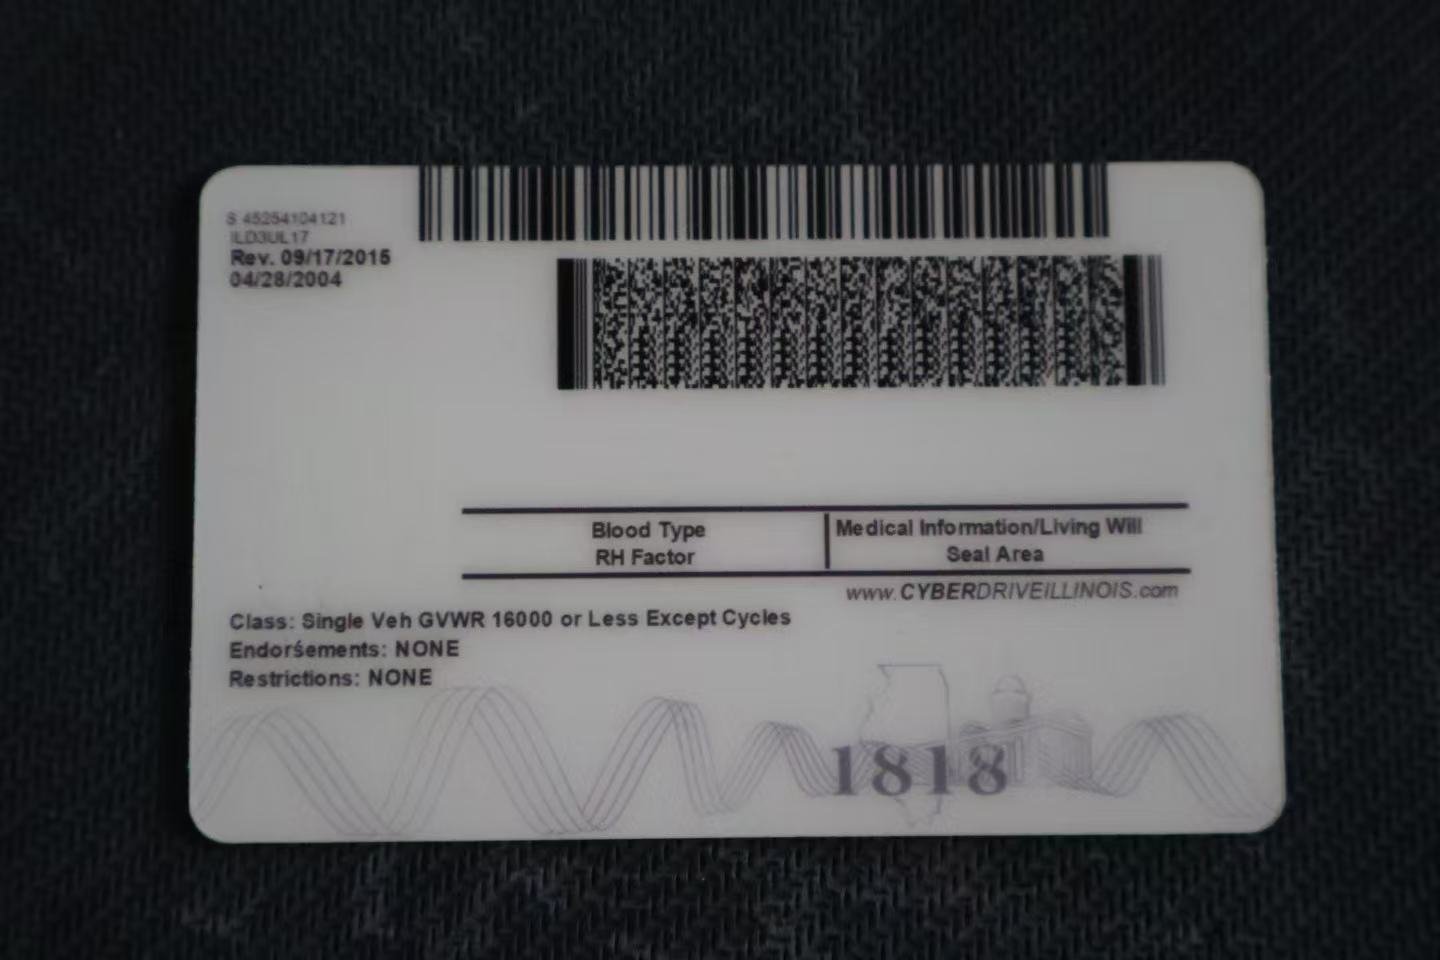 S 45254104121
ILD3UL17
Rev. 09/17/2015
04/28/2004
Blood Type
RH Factor
Medical Information/Living Will
Seal Area
www.CYBERDRIVEILLINOIS.com
Class: Single Veh GVWR 16000 or Less Except Cycles
Endorsements: NONE
Restrictions: NONE
1818